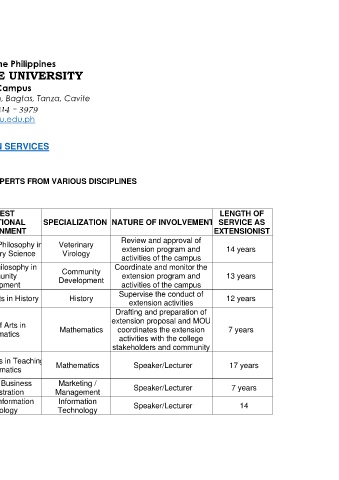 ne Philippines
E UNIVERSITY
Campus
, Bagtas, Tanza, Cavite
414 – 3979
u.edu.ph
N SERVICES
PERTS FROM VARIOUS DISCIPLINES
EST
TIONAL
NMENT
SPECIALIZATION
NATURE OF INVOLVEMENT
LENGTH OF
SERVICE AS
EXTENSIONIST
Philosophy in
ry Science
Veterinary
Virology
Review and approval of
extension program and
activities of the campus
14 years
ilosophy in
unity
opment
Community
Development
Coordinate and monitor the
extension program and
activities of the campus
13 years
ts in History
History
Supervise the conduct of
extension activities
12 years
f Arts in
matics
Mathematics
Drafting and preparation of
extension proposal and MOU
coordinates the extension
activities with the college
stakeholders and community
7 years
s in Teaching
matics
Mathematics
Speaker/Lecturer
17 years
Business
stration
Marketing /
Management
Speaker/Lecturer
7 years
nformation
ology
Information
Technology
Speaker/Lecturer
14